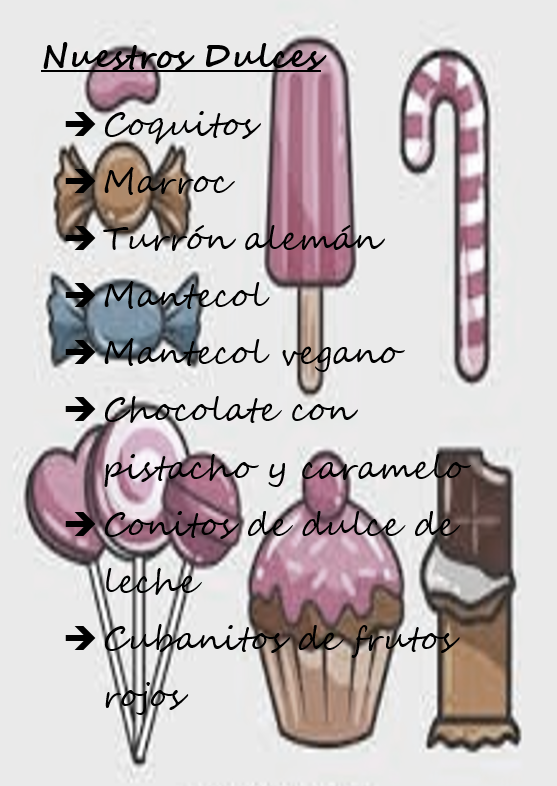 Nuestros Dulces
➔ Coquitos
➔ Marroc
➔ Turrón alemán
➔ Mantecol
➔ Mantecol vegano
➔ Chocolate con
pistacho y caramelo
➔ Conitos de dulce de
leche
➔ Cubanitos de frutos
rojos